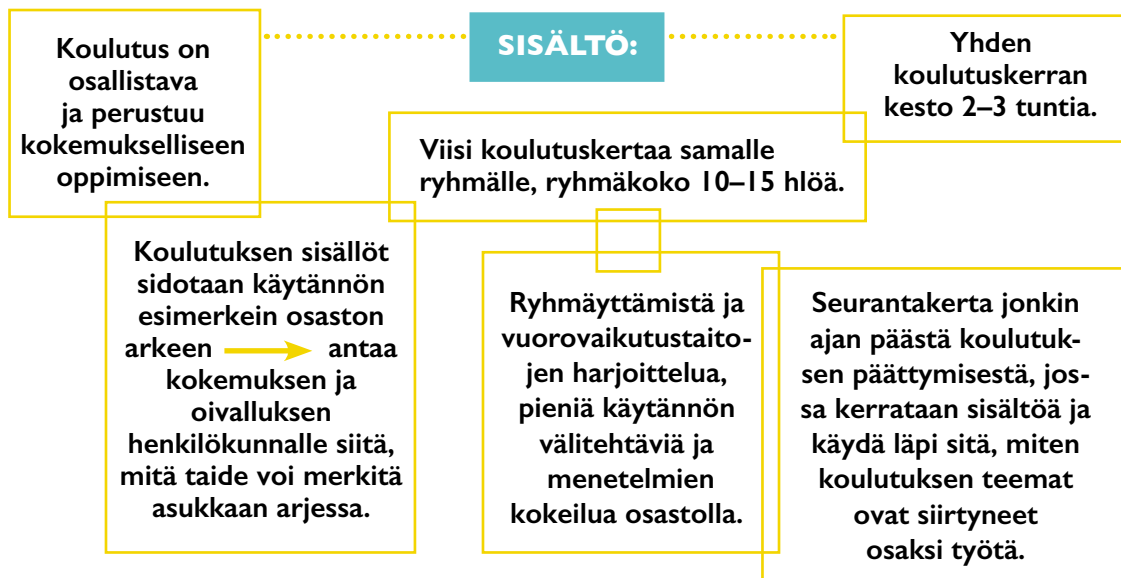 SISÄLTÖ:
Koulutus on
osallistava
ja perustuu
kokemukselliseen
oppimiseen.
Yhden
koulutuskerran
kesto 2–3 tuntia.
Viisi koulutuskertaa samalle
ryhmälle, ryhmäkoko 10–15 hlöä.
Koulutuksen sisällöt
sidotaan käytännön
esimerkein osaston
arkeen → antaa
kokemuksen ja
oivalluksen
henkilökunnalle siitä,
mitä taide voi merkitä
asukkaan arjessa.
Ryhmäyttämistä ja
vuorovaikutustaito-
jen harjoittelua,
pieniä käytännön
välitehtäviä ja
menetelmien
kokeilua osastolla.
Seurantakerta jonkin
ajan päästä koulutuk-
sen päättymisestä, jos-
sa kerrataan sisältöä ja
käydä läpi sitä, miten
koulutuksen teemat
ovat siirtyneet
osaksi työtä.